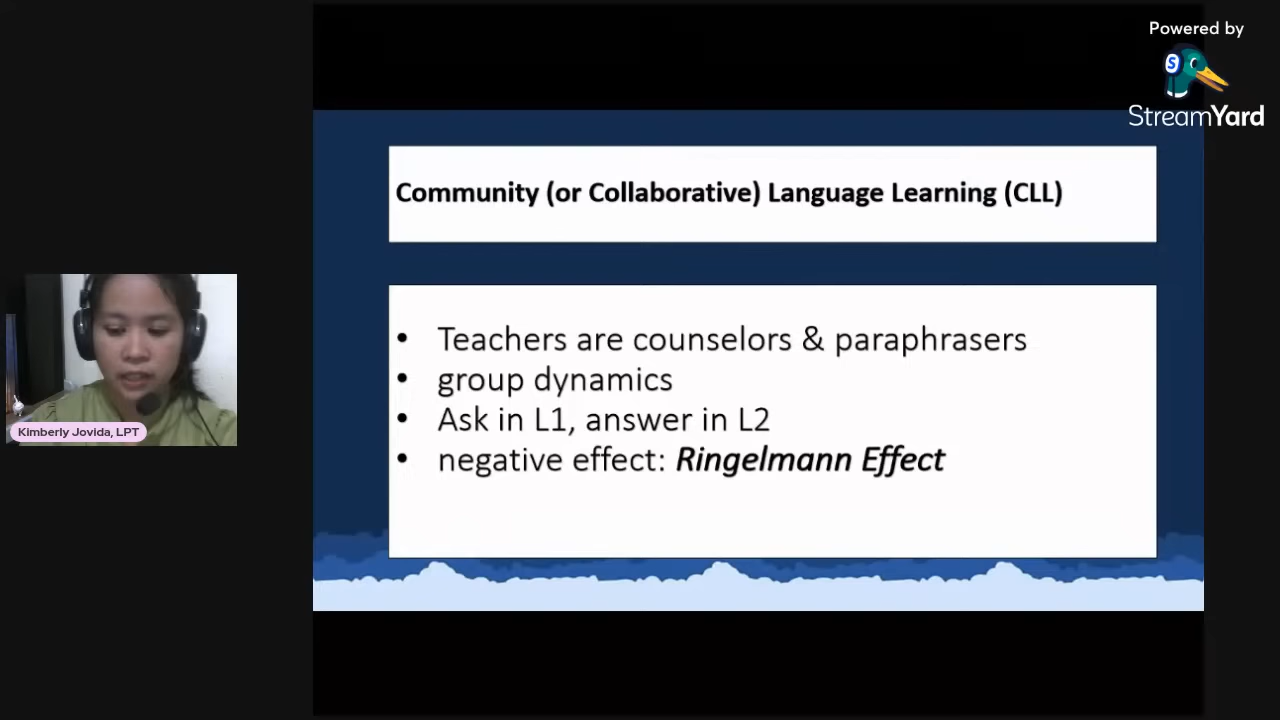 Powered by
StreamYard
Community (or Collaborative) Language Learning (CLL)
• Teachers are counselors & paraphrasers
• group dynamics
• Ask in L1, answer in L2
• negative effect: Ringelmann Effect
Kimberly Jovida, LPT